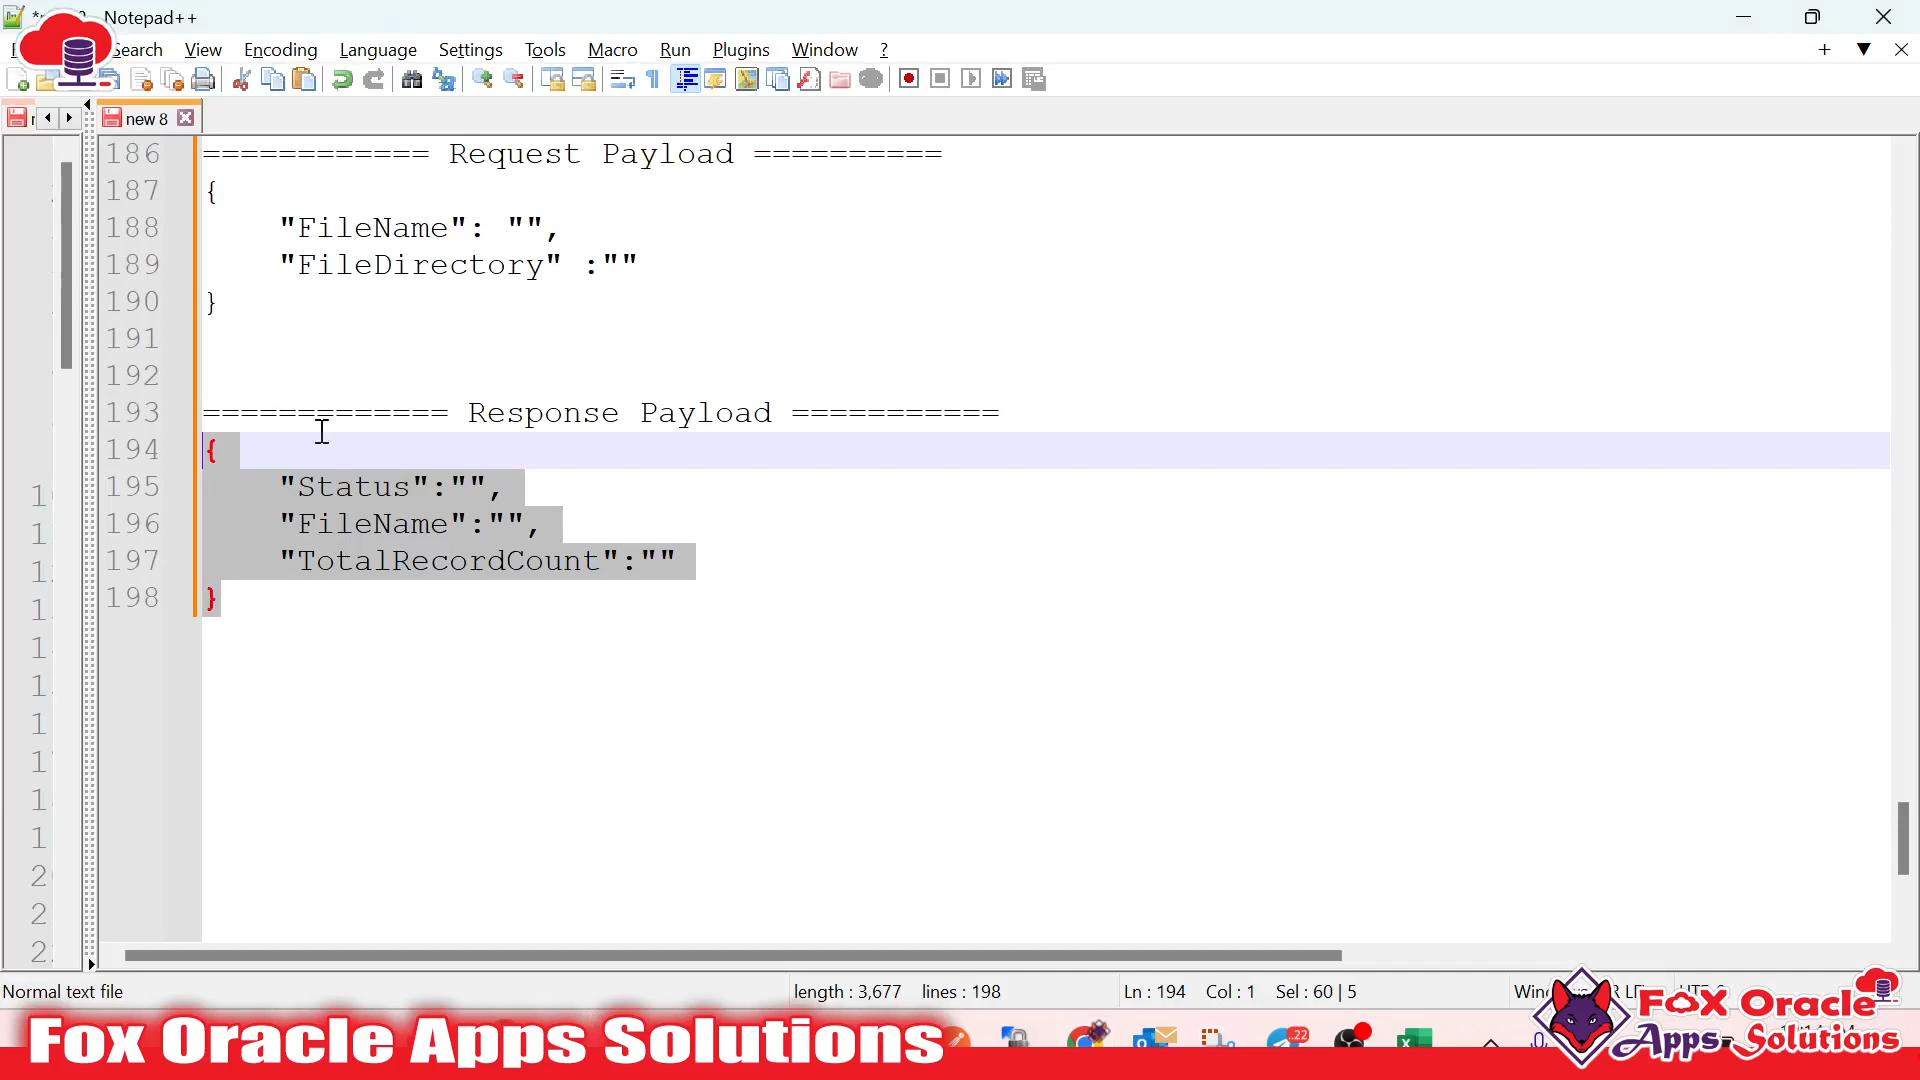 Notepad++
Search View Encoding Language Settings Tools Macro Run Plugins Window ?
new 8
186 ============ Request Payload ==========
187 {
188 "FileName": "",
189 "FileDirectory" :""
190 }
191
192
193 ============= Response Payload ===========
194 {
195 "Status":"",
196 "FileName":"",
197 "TotalRecordCount":""
198 }
Normal text file length : 3,677 lines : 198 Ln : 194 Col : 1 Sel : 60 | 5
Fox Oracle Apps Solutions
22
Fox Oracle
Apps Solutions